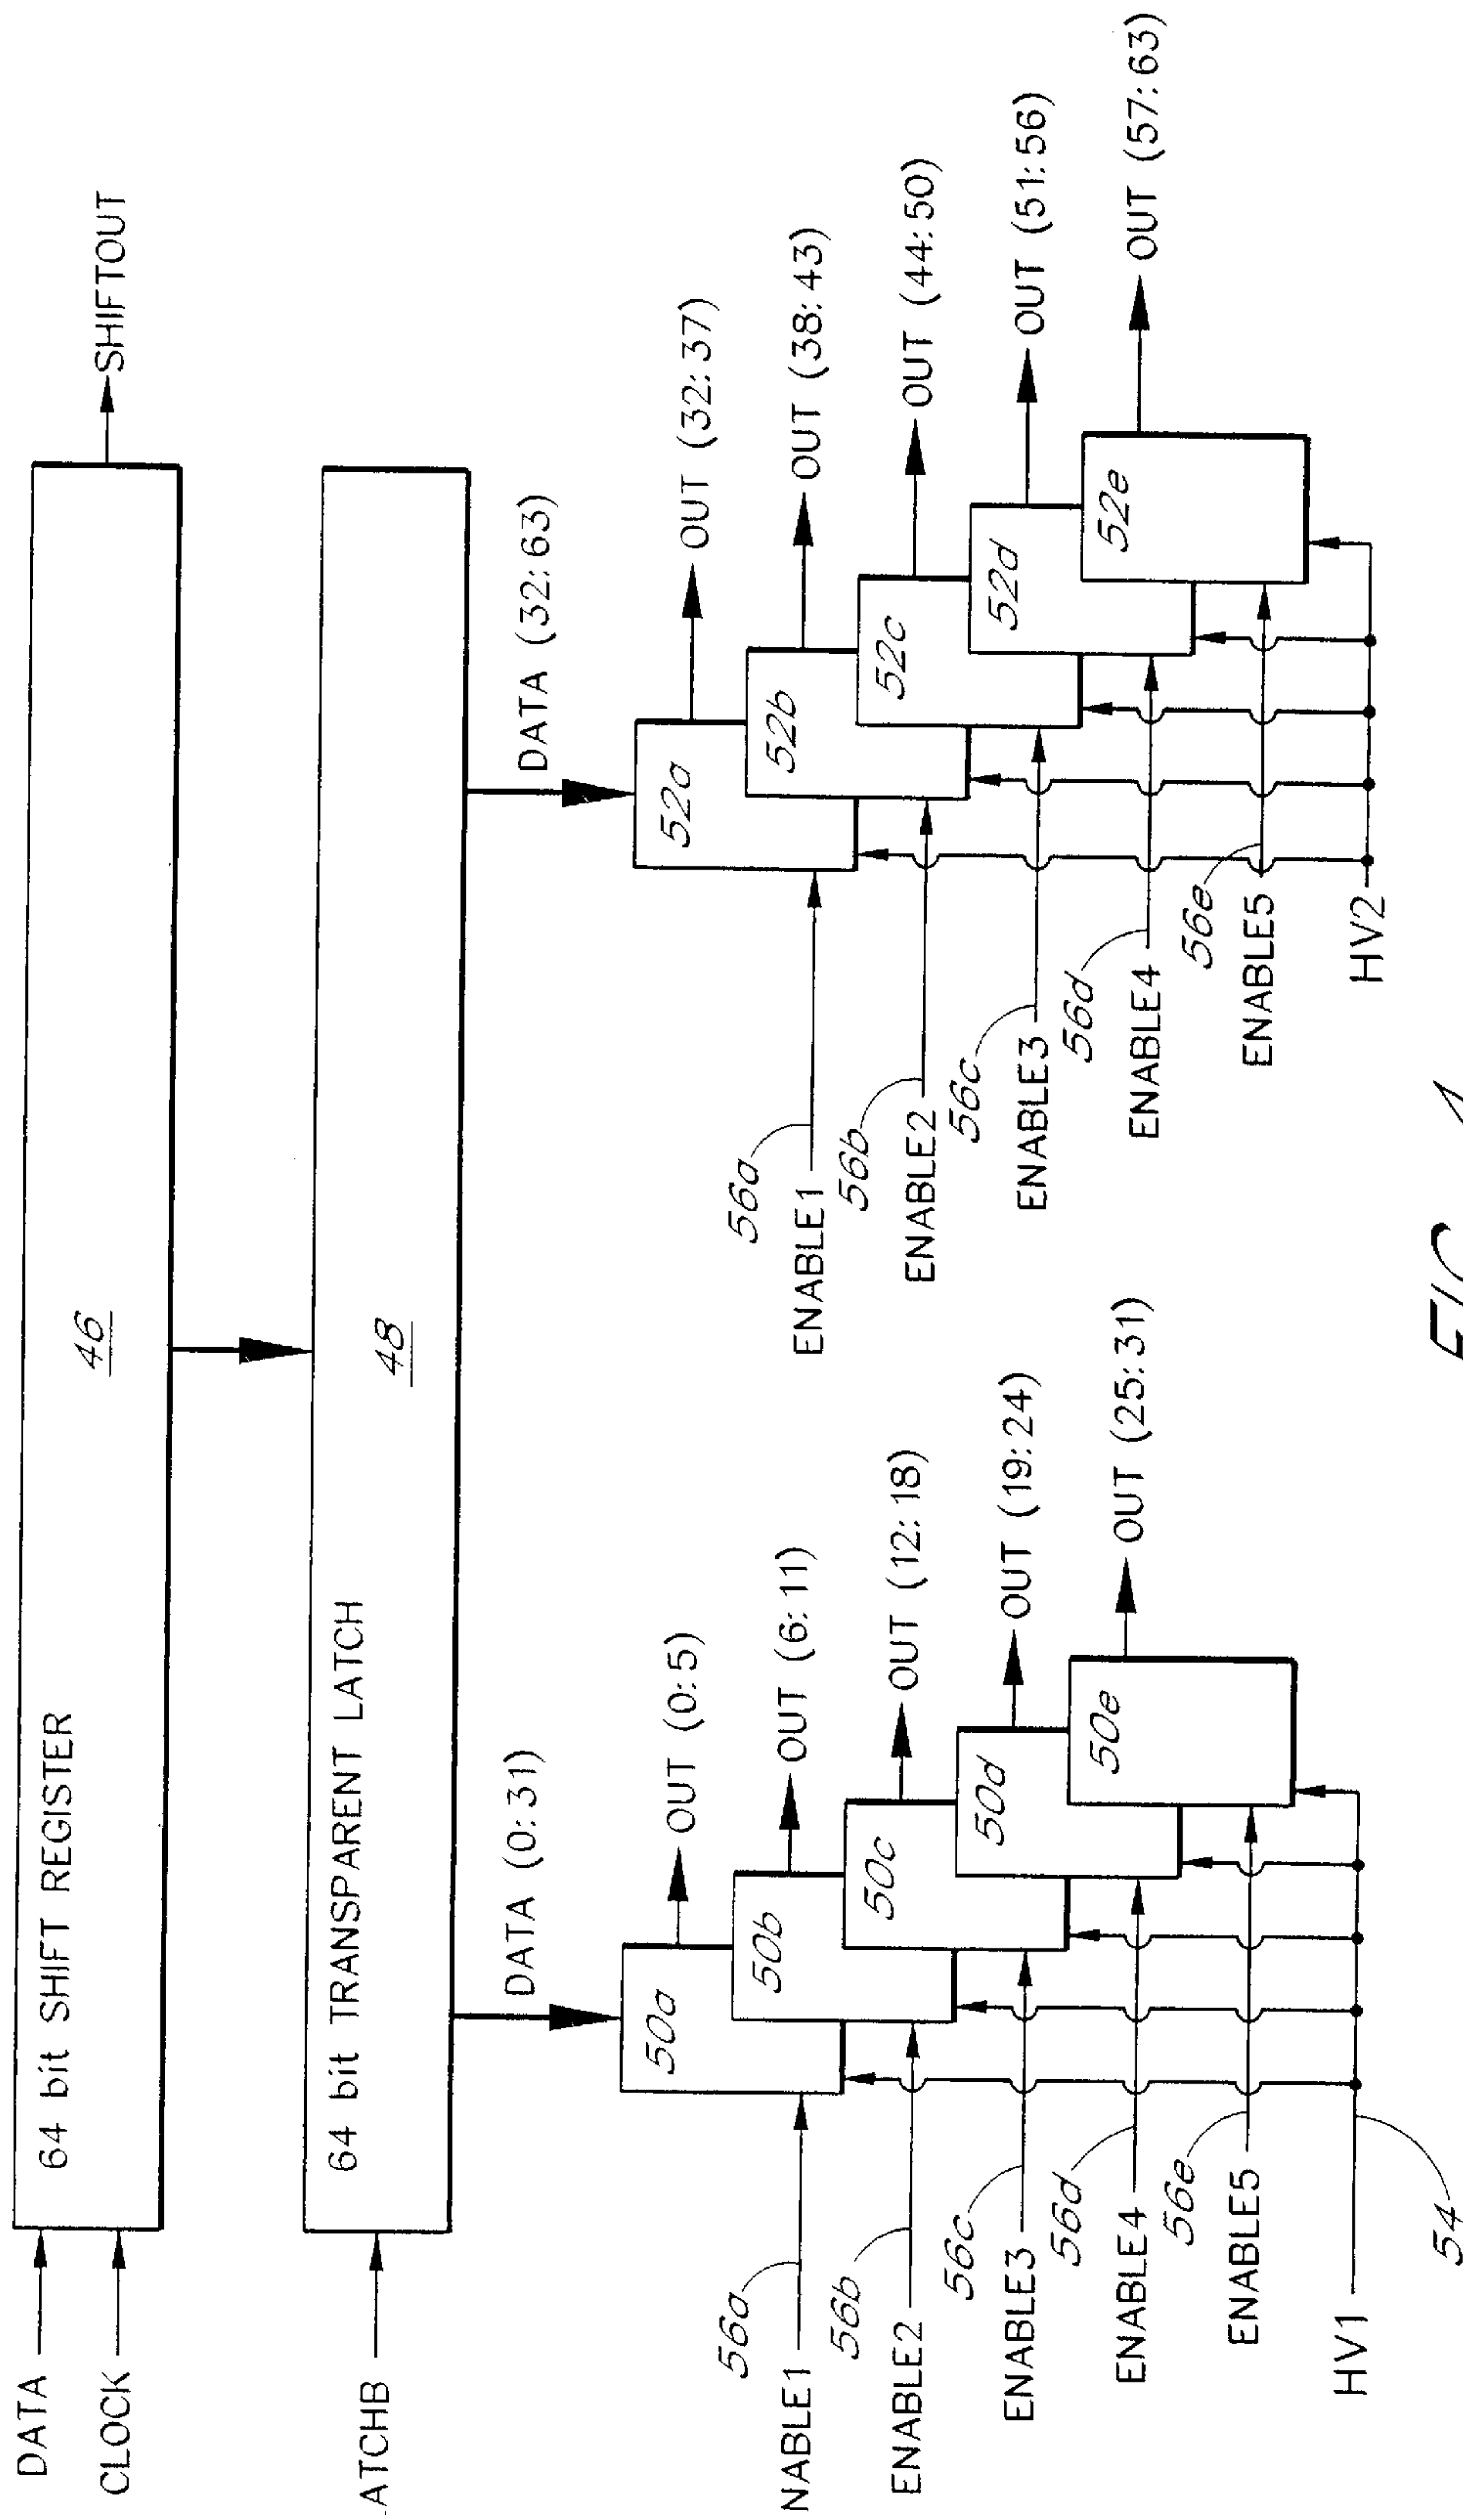 DATA
CLOCK
64 bit SHIFT REGISTER
46
SHIFTOUT
ATCHB
64 bit TRANSPARENT LATCH
48
DATA (0:31)
DATA (32:63)
50a
OUT (0:5)
50b
OUT (6:11)
50c
OUT (12:18)
50d
OUT (19:24)
50e
OUT (25:31)
56a
NABLE1
56b
ENABLE2
56c
ENABLE3
56d
ENABLE4
56e
ENABLE5
HV1
54
52a
OUT (32:37)
52b
OUT (38:43)
52c
OUT (44:50)
52d
OUT (51:56)
52e
OUT (57:63)
56a
ENABLE1
56b
ENABLE2
56c
ENABLE3
56d
ENABLE4
56e
ENABLE5
HV2